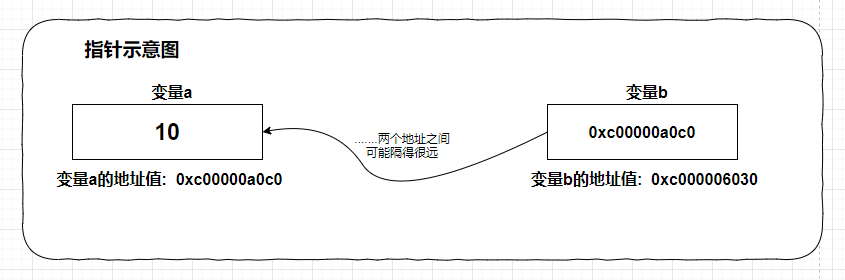 指针示意图
变量a
变量b
10
0xc00000a0c0
.......两个地址之间
可能隔得很远
变量a的地址值: 0xc00000a0c0
变量b的地址值: 0xc000006030